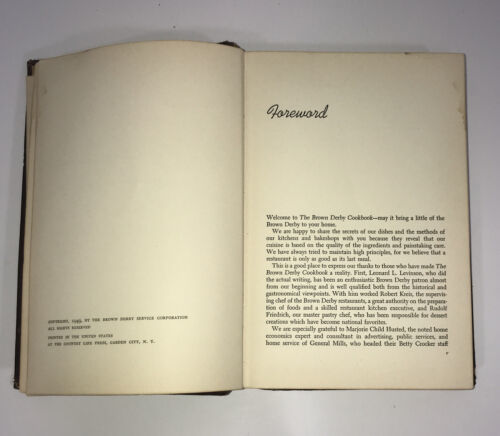 COPYRIGHT, 1949, BY THE BROWN DERBY SERVICE CORPORATION
ALL RIGHTS RESERVED
PRINTED IN THE UNITED STATES
AT THE COUNTRY LIFE PRESS, GARDEN CITY, N. Y.
Foreword
Welcome to The Brown Derby Cookbook—may it bring a little of the
Brown Derby to your home.
We are happy to share the secrets of our dishes and the methods of
our kitchens and bakeshops with you because they reveal that our
cuisine is based on the quality of the ingredients and painstaking care.
We have always tried to maintain high principles, for we believe that a
restaurant is only as good as its last meal.
This is a good place to express our thanks to those who have made The
Brown Derby Cookbook a reality. First, Leonard L. Levinson, who did
the actual writing, has been an enthusiastic Brown Derby patron almost
from our beginning and is well qualified both from the historical and
gastronomical viewpoints. With him worked Robert Kreis, the supervis-
ing chef of the Brown Derby restaurants, a great authority on the prepara-
tion of foods and a skilled restaurant kitchen executive, and Rudolf
Friedrich, our master pastry chef, who has been responsible for dessert
creations which have become national favorites.
We are especially grateful to Marjorie Child Husted, the noted home
economics expert and consultant in advertising, public services, and
home service of General Mills, who headed their Betty Crocker staff
v